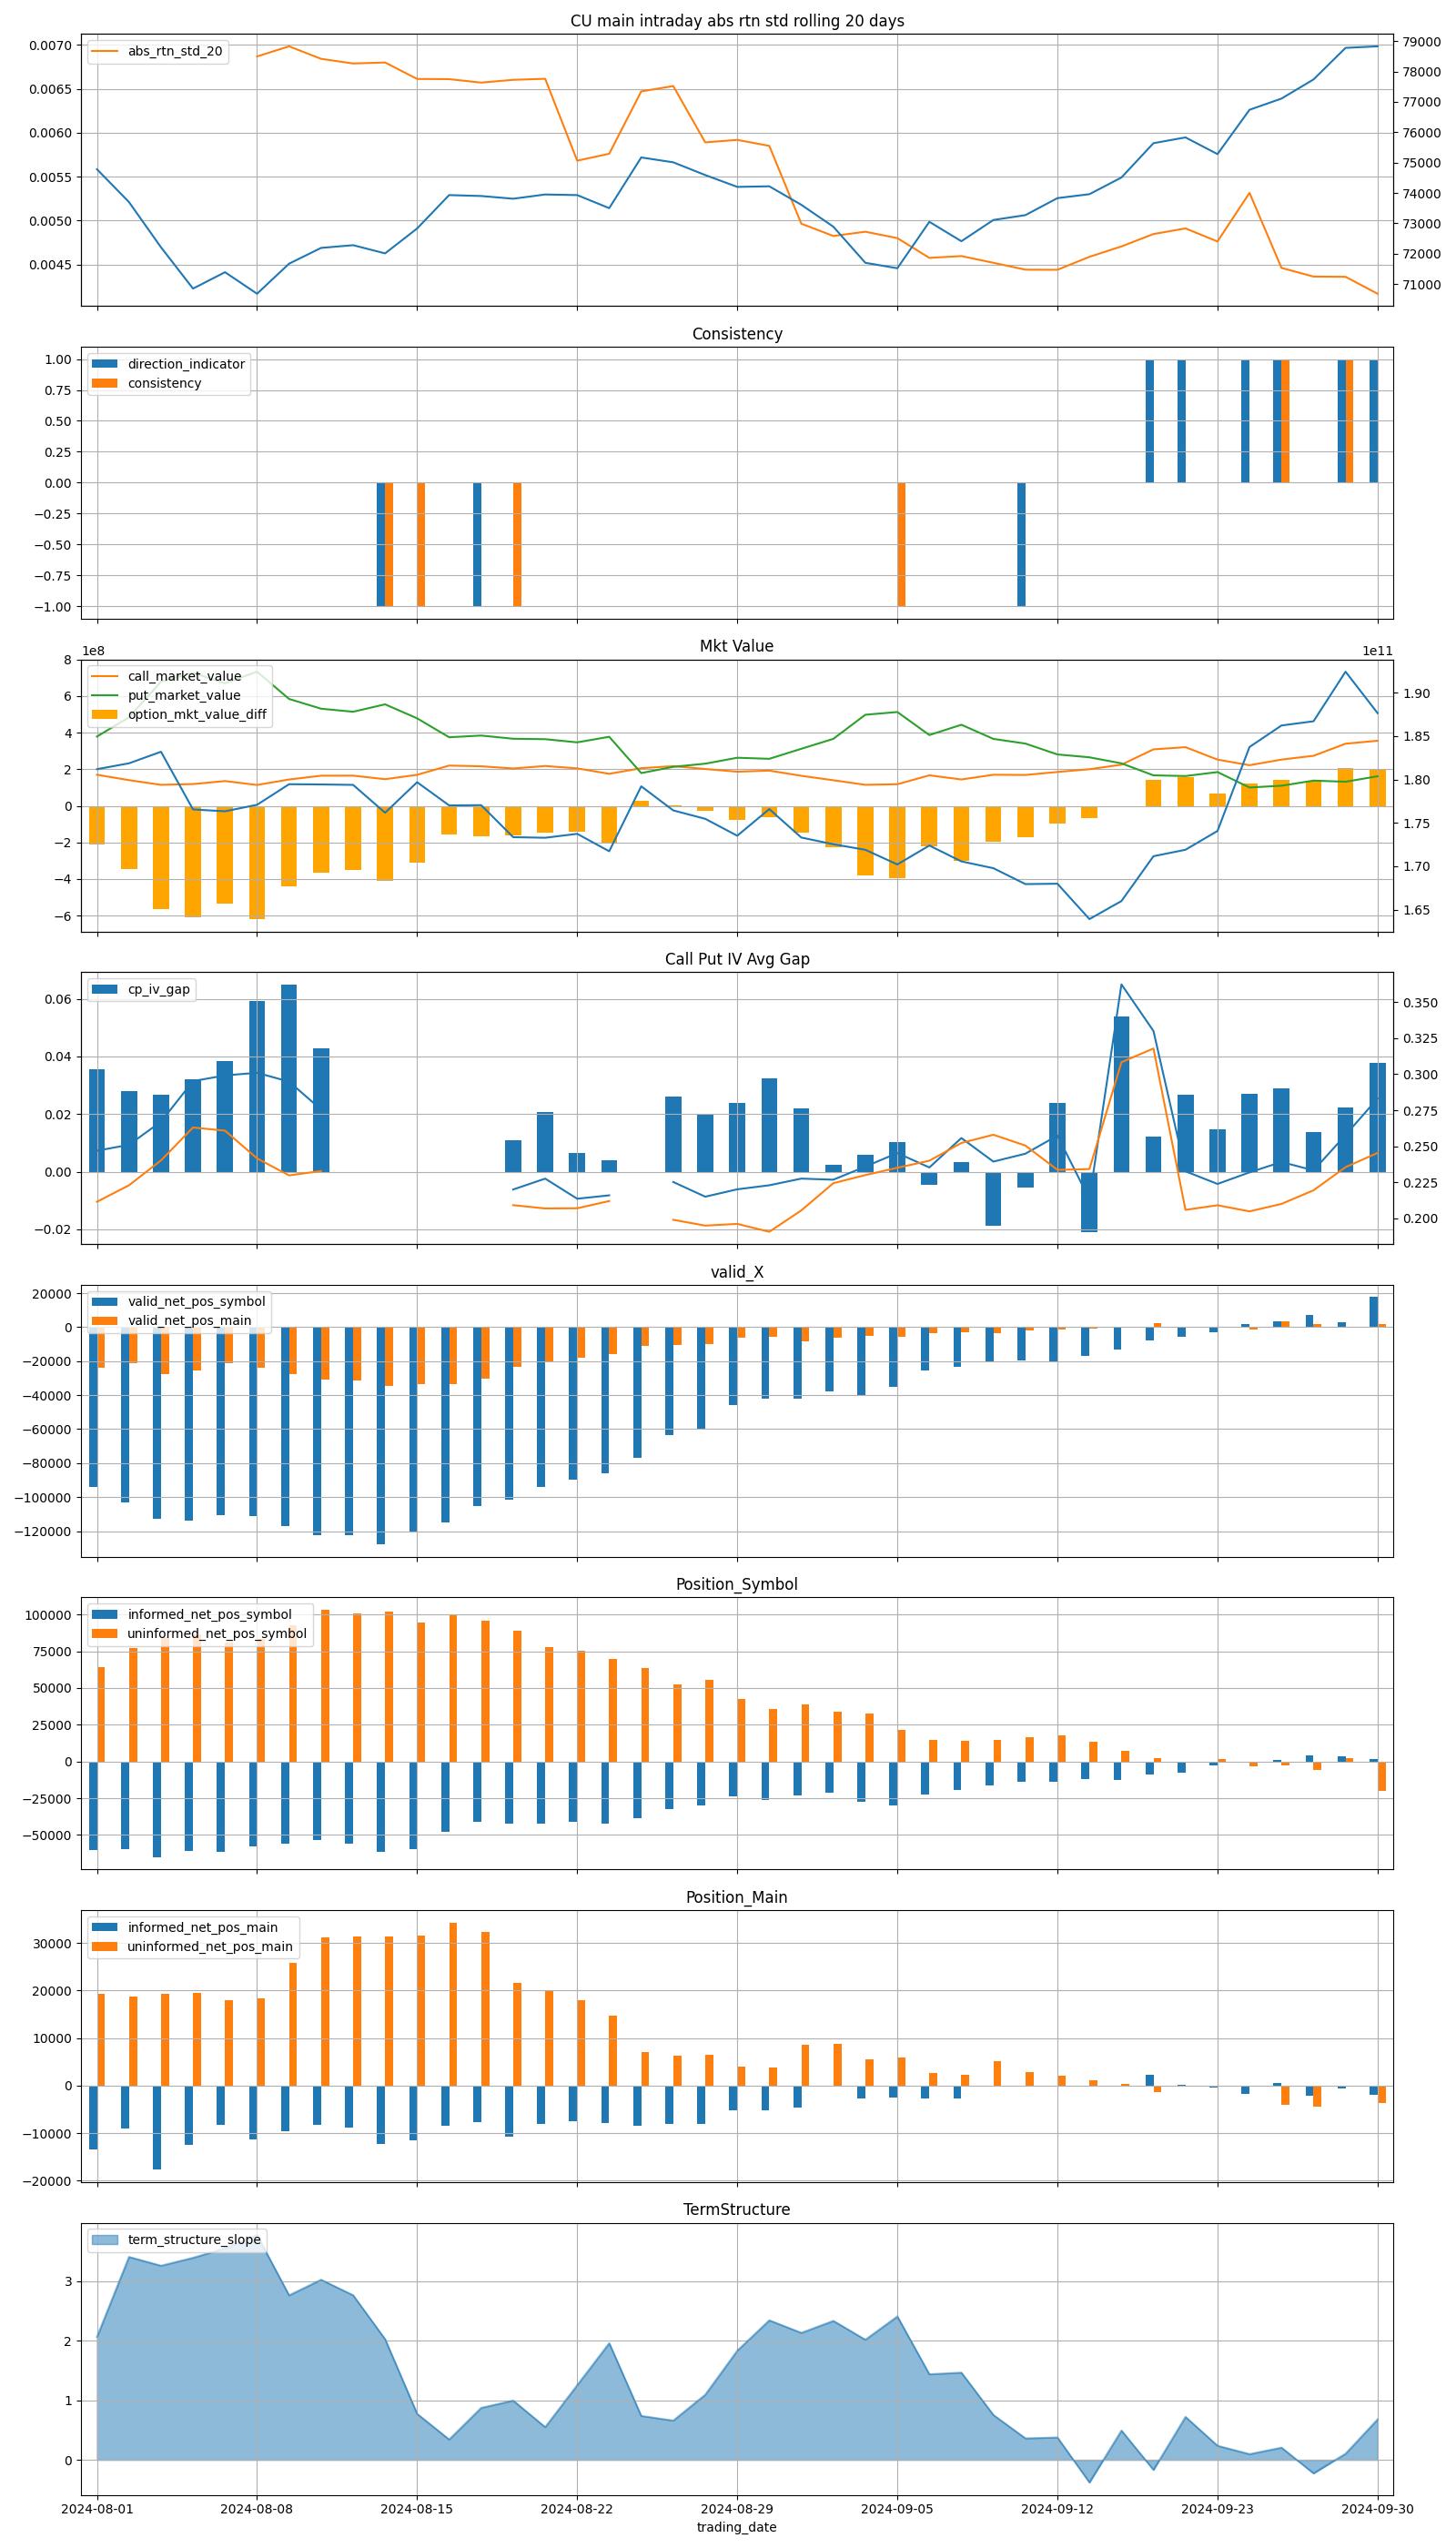 CU main intraday abs rtn std rolling 20 days
abs_rtn_std_20
0.0070
0.0065
0.0060
0.0055
0.0050
0.0045
79000
78000
77000
76000
75000
74000
73000
72000
71000
Consistency
direction_indicator
consistency
1.00
0.75
0.50
0.25
0.00
−0.25
−0.50
−0.75
−1.00
Mkt Value
1e8
1e11
call_market_value
put_market_value
option_mkt_value_diff
8
6
4
2
0
−2
−4
−6
1.90
1.85
1.80
1.75
1.70
1.65
Call Put IV Avg Gap
cp_iv_gap
0.06
0.04
0.02
0.00
−0.02
0.350
0.325
0.300
0.275
0.250
0.225
0.200
valid_X
valid_net_pos_symbol
valid_net_pos_main
20000
0
−20000
−40000
−60000
−80000
−100000
−120000
Position_Symbol
informed_net_pos_symbol
uninformed_net_pos_symbol
100000
75000
50000
25000
0
−25000
−50000
Position_Main
informed_net_pos_main
uninformed_net_pos_main
30000
20000
10000
0
−10000
−20000
TermStructure
term_structure_slope
3
2
1
0
2024-08-01 2024-08-08 2024-08-15 2024-08-22 2024-08-29 2024-09-05 2024-09-12 2024-09-23 2024-09-30
trading_date